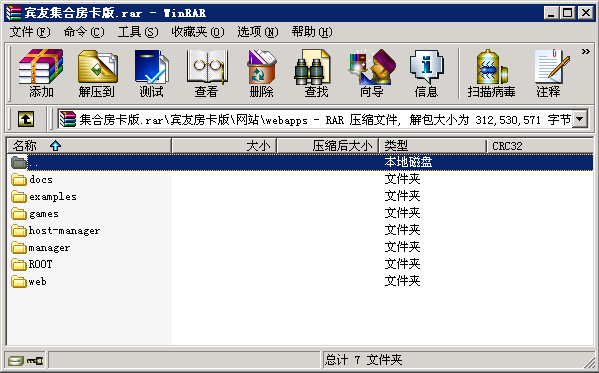 宾友集合房卡版.rar - WinRAR
文件(F) 命令(C) 工具(S) 收藏夹(O) 选项(N) 帮助(H)
添加 解压到 测试 查看 删除 查找 向导 信息 扫描病毒 注释 »
集合房卡版.rar\宾友房卡版\网站\webapps - RAR 压缩文件, 解包大小为 312,530,571 字节
名称 大小 压缩后大小 类型 CRC32
.. 本地磁盘
docs 文件夹
examples 文件夹
games 文件夹
host-manager 文件夹
manager 文件夹
ROOT 文件夹
web 文件夹
总计 7 文件夹